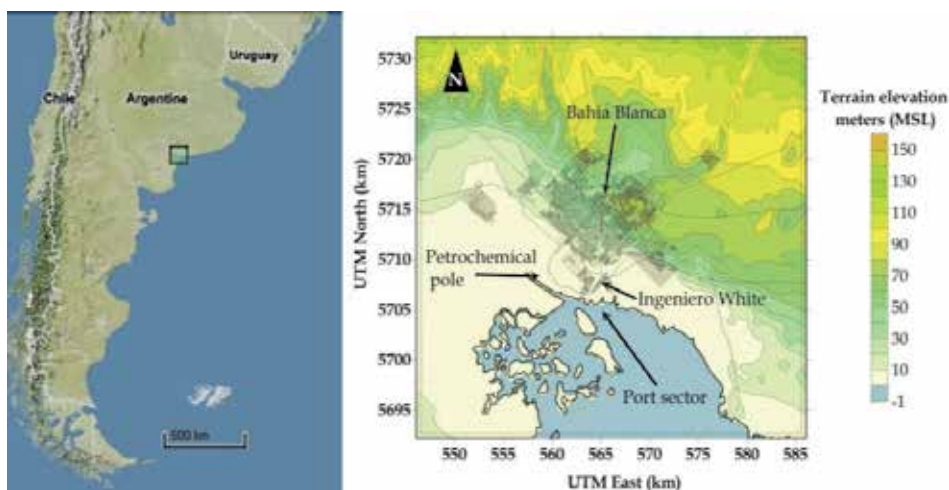 Uruguay
Chile
Argentina
500 km
N
Bahia Blanca
Petrochemical
pole
Ingeniero White
Port sector
UTM North (km)
5730
5725
5720
5715
5710
5705
5700
5695
550
555
560
565
570
575
580
585
UTM East (km)
Terrain elevation
meters (MSL)
150
130
110
90
70
50
30
10
-1